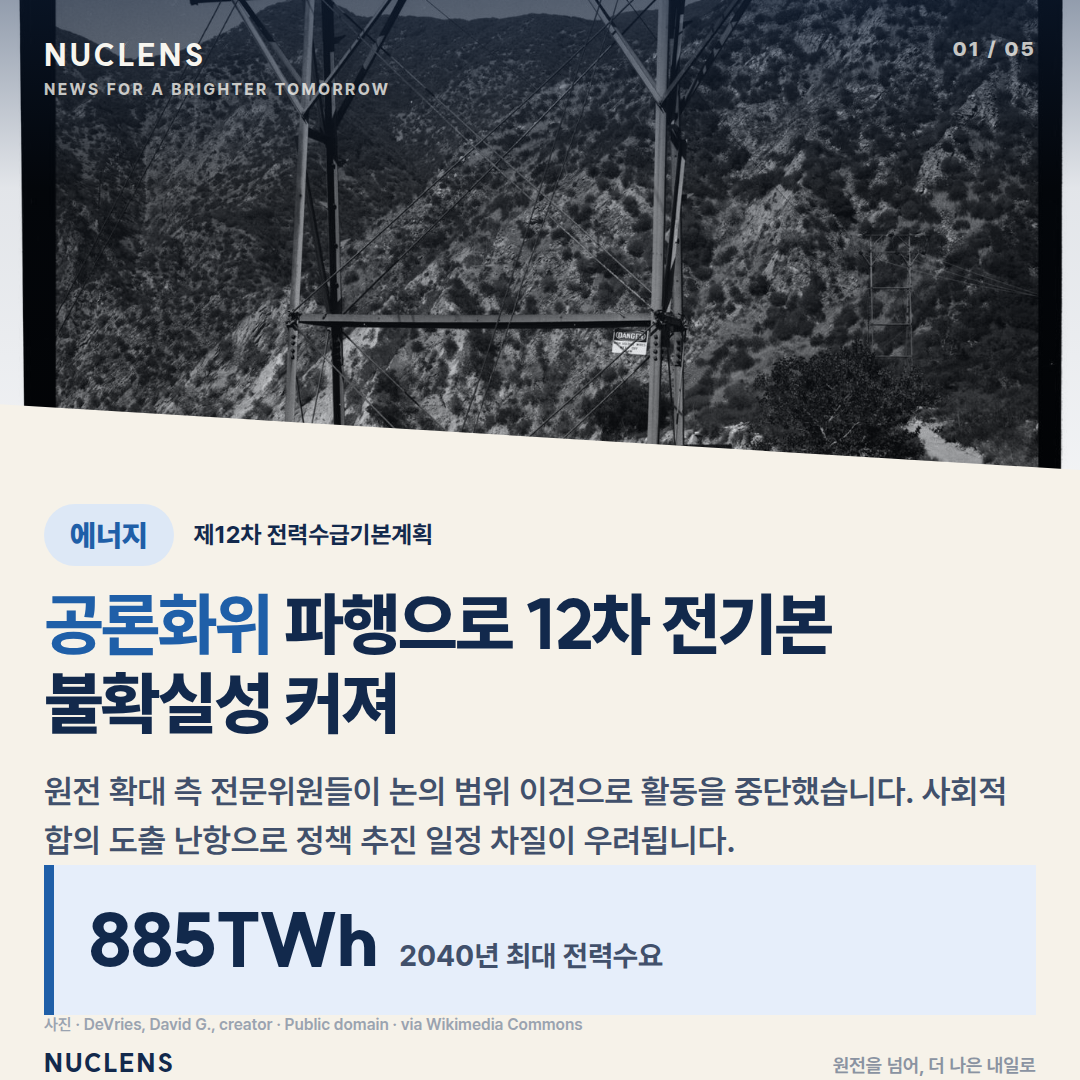 NUCLENS
01 / 05
NEWS FOR A BRIGHTER TOMORROW
에너지
제12차 전력수급기본계획
공론화위 파행으로 12차 전기본
불확실성 커져
원전 확대 측 전문위원들이 논의 범위 이견으로 활동을 중단했습니다. 사회적
합의 도출 난항으로 정책 추진 일정 차질이 우려됩니다.
885TWh 2040년 최대 전력수요
사진 · DeVries, David G., creator · Public domain · via Wikimedia Commons
NUCLENS
원전을 넘어, 더 나은 내일로